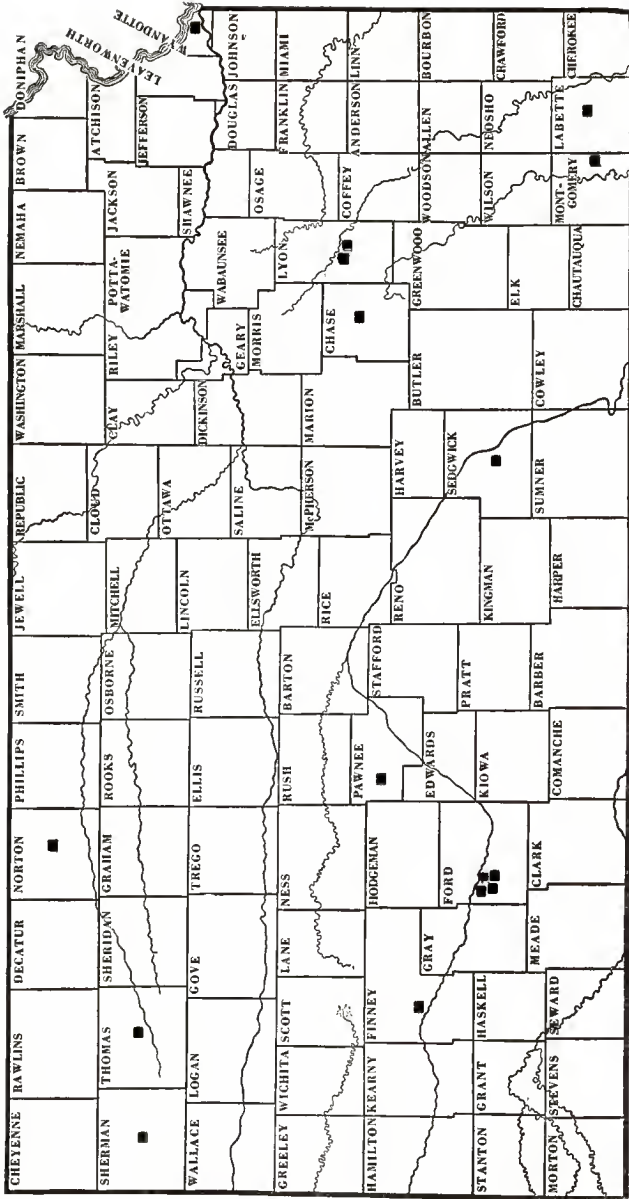 CHEYENNE
RAWLINS
DECATUR
NORTON
PHILLIPS
SMITH
JEWELL
REPUBLIC
WASHINGTON
MARSHALL
NEMAHA
BROWN
DONIPHAN
SHERMAN
THOMAS
SHERIDAN
GRAHAM
ROOKS
OSBORNE
MITCHELL
CLOUD
CLAY
RILEY
POTTA-
WATOMIE
JACKSON
ATCHISON
JEFFERSON
LEAVENWORTH
WYANDOTTE
WALLACE
LOGAN
GOVE
TREGO
ELLIS
RUSSELL
LINCOLN
OTTAWA
DICKINSON
GEARY
WABAUNSEE
SHAWNEE
DOUGLAS
JOHNSON
GREELEY
WICHITA
SCOTT
LANE
NESS
RUSH
BARTON
ELLSWORTH
SALINE
MORRIS
LYON
OSAGE
FRANKLIN
MIAMI
HAMILTON
KEARNY
FINNEY
HODGEMAN
PAWNEE
STAFFORD
RICE
McPHERSON
MARION
CHASE
COFFEY
ANDERSON
LINN
GRAY
FORD
EDWARDS
PRATT
RENO
HARVEY
SEDGWICK
BUTLER
GREENWOOD
WOODSON
ALLEN
BOURBON
STANTON
GRANT
HASKELL
KIOWA
KINGMAN
ELK
WILSON
NEOSHO
CRAWFORD
MORTON
STEVENS
SEWARD
MEADE
CLARK
COMANCHE
BARBER
HARPER
SUMNER
COWLEY
CHAUTAUQUA
MONT-
GOMERY
LABETTE
CHEROKEE